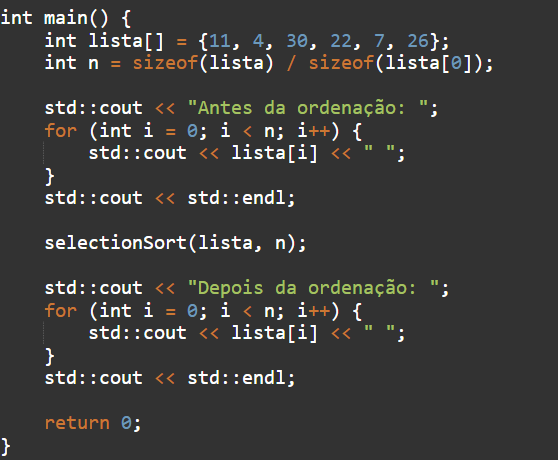 int main() {
    int lista[] = {11, 4, 30, 22, 7, 26};
    int n = sizeof(lista) / sizeof(lista[0]);

    std::cout << "Antes da ordenação: ";
    for (int i = 0; i < n; i++) {
        std::cout << lista[i] << " ";
    }
    std::cout << std::endl;

    selectionSort(lista, n);

    std::cout << "Depois da ordenação: ";
    for (int i = 0; i < n; i++) {
        std::cout << lista[i] << " ";
    }
    std::cout << std::endl;

    return 0;
}